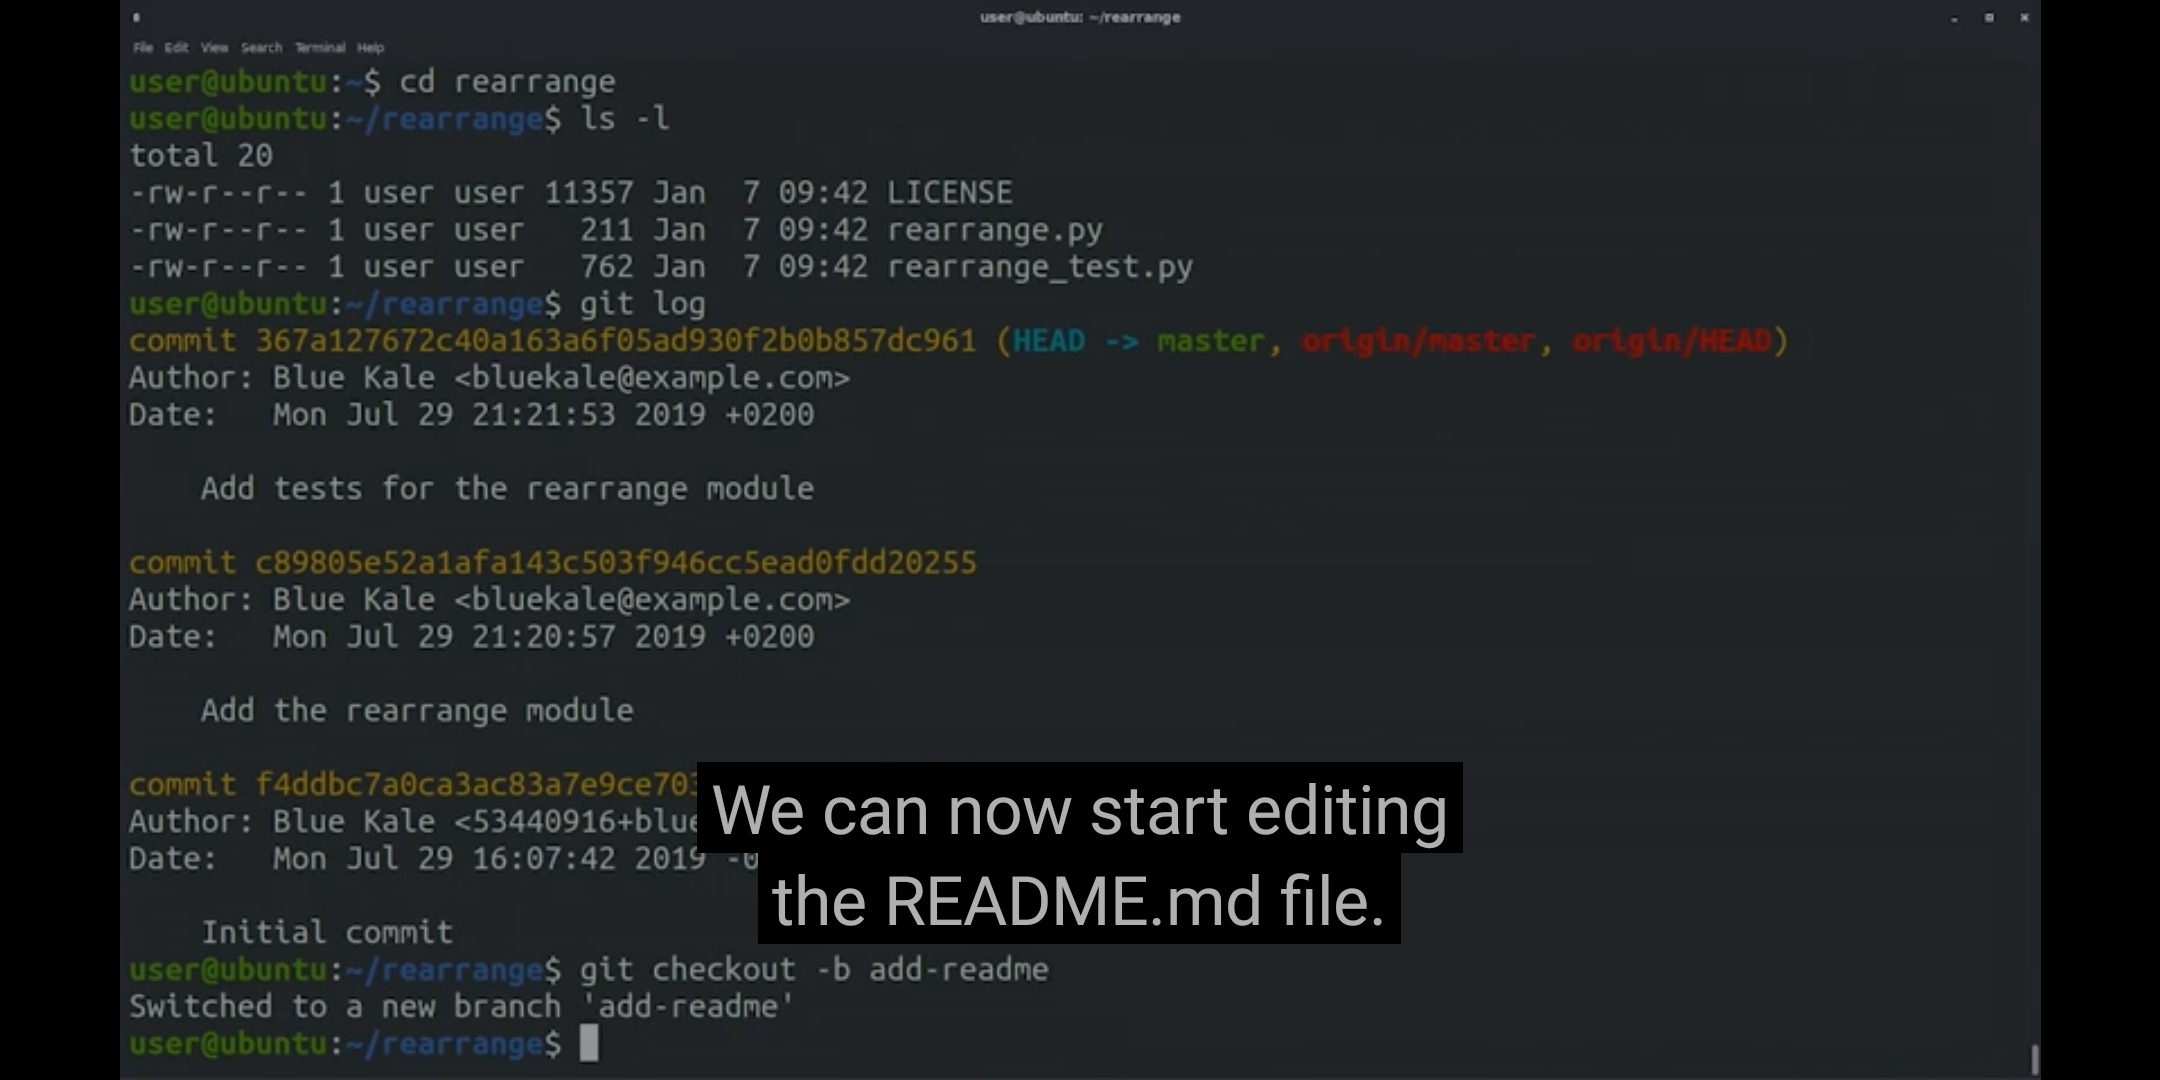 user@ubuntu: ~/rearrange
File Edit View Search Terminal Help
user@ubuntu:~$ cd rearrange
user@ubuntu:~/rearrange$ ls -l
total 20
-rw-r--r-- 1 user user 11357 Jan  7 09:42 LICENSE
-rw-r--r-- 1 user user   211 Jan  7 09:42 rearrange.py
-rw-r--r-- 1 user user   762 Jan  7 09:42 rearrange_test.py
user@ubuntu:~/rearrange$ git log
commit 367a127672c40a163a6f05ad930f2b0b857dc961 (HEAD -> master, origin/master, origin/HEAD)
Author: Blue Kale <bluekale@example.com>
Date:   Mon Jul 29 21:21:53 2019 +0200
Add tests for the rearrange module
commit c89805e52a1afa143c503f946cc5ead0fdd20255
Author: Blue Kale <bluekale@example.com>
Date:   Mon Jul 29 21:20:57 2019 +0200
Add the rearrange module
commit f4ddbc7a0ca3ac83a7e9ce703
Author: Blue Kale <53440916+blue
Date:   Mon Jul 29 16:07:42 2019 -0
We can now start editing
the README.md file.
Initial commit
user@ubuntu:~/rearrange$ git checkout -b add-readme
Switched to a new branch 'add-readme'
user@ubuntu:~/rearrange$